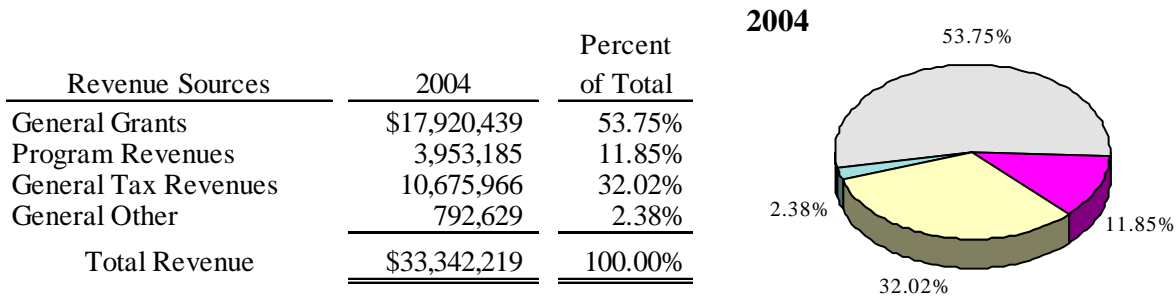 Percent
Revenue Sources 2004 of Total
General Grants $17,920,439 53.75%
Program Revenues 3,953,185 11.85%
General Tax Revenues 10,675,966 32.02%
General Other 792,629 2.38%
Total Revenue $33,342,219 100.00%
2004
53.75%
2.38%
11.85%
32.02%